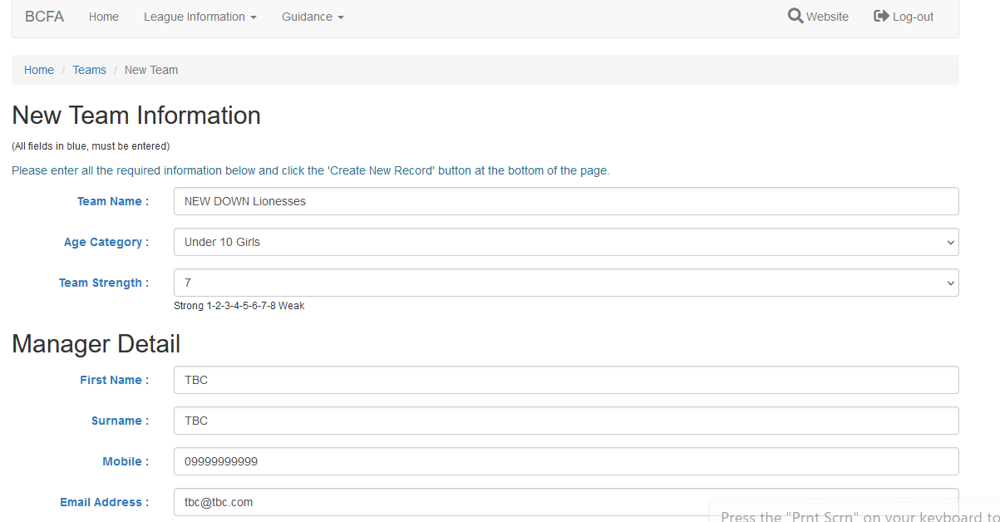 BCFA Home League Information Guidance Website Log-out
Home / Teams / New Team
New Team Information
(All fields in blue, must be entered)
Please enter all the required information below and click the 'Create New Record' button at the bottom of the page.
Team Name : NEW DOWN Lionesses
Age Category : Under 10 Girls
Team Strength : 7
Strong 1-2-3-4-5-6-7-8 Weak
Manager Detail
First Name : TBC
Surname : TBC
Mobile : 09999999999
Email Address : tbc@tbc.com
Press the "Prnt Scrn" on your keyboard to